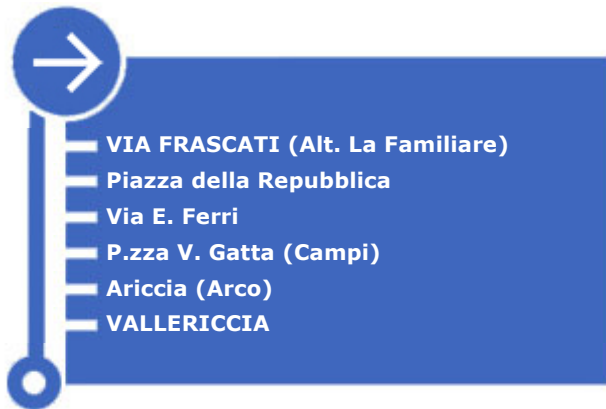 VIA FRASCATI (Alt. La Familiare)
Piazza della Repubblica
Via E. Ferri
P.zza V. Gatta (Campi)
Ariccia (Arco)
VALLERICCIA